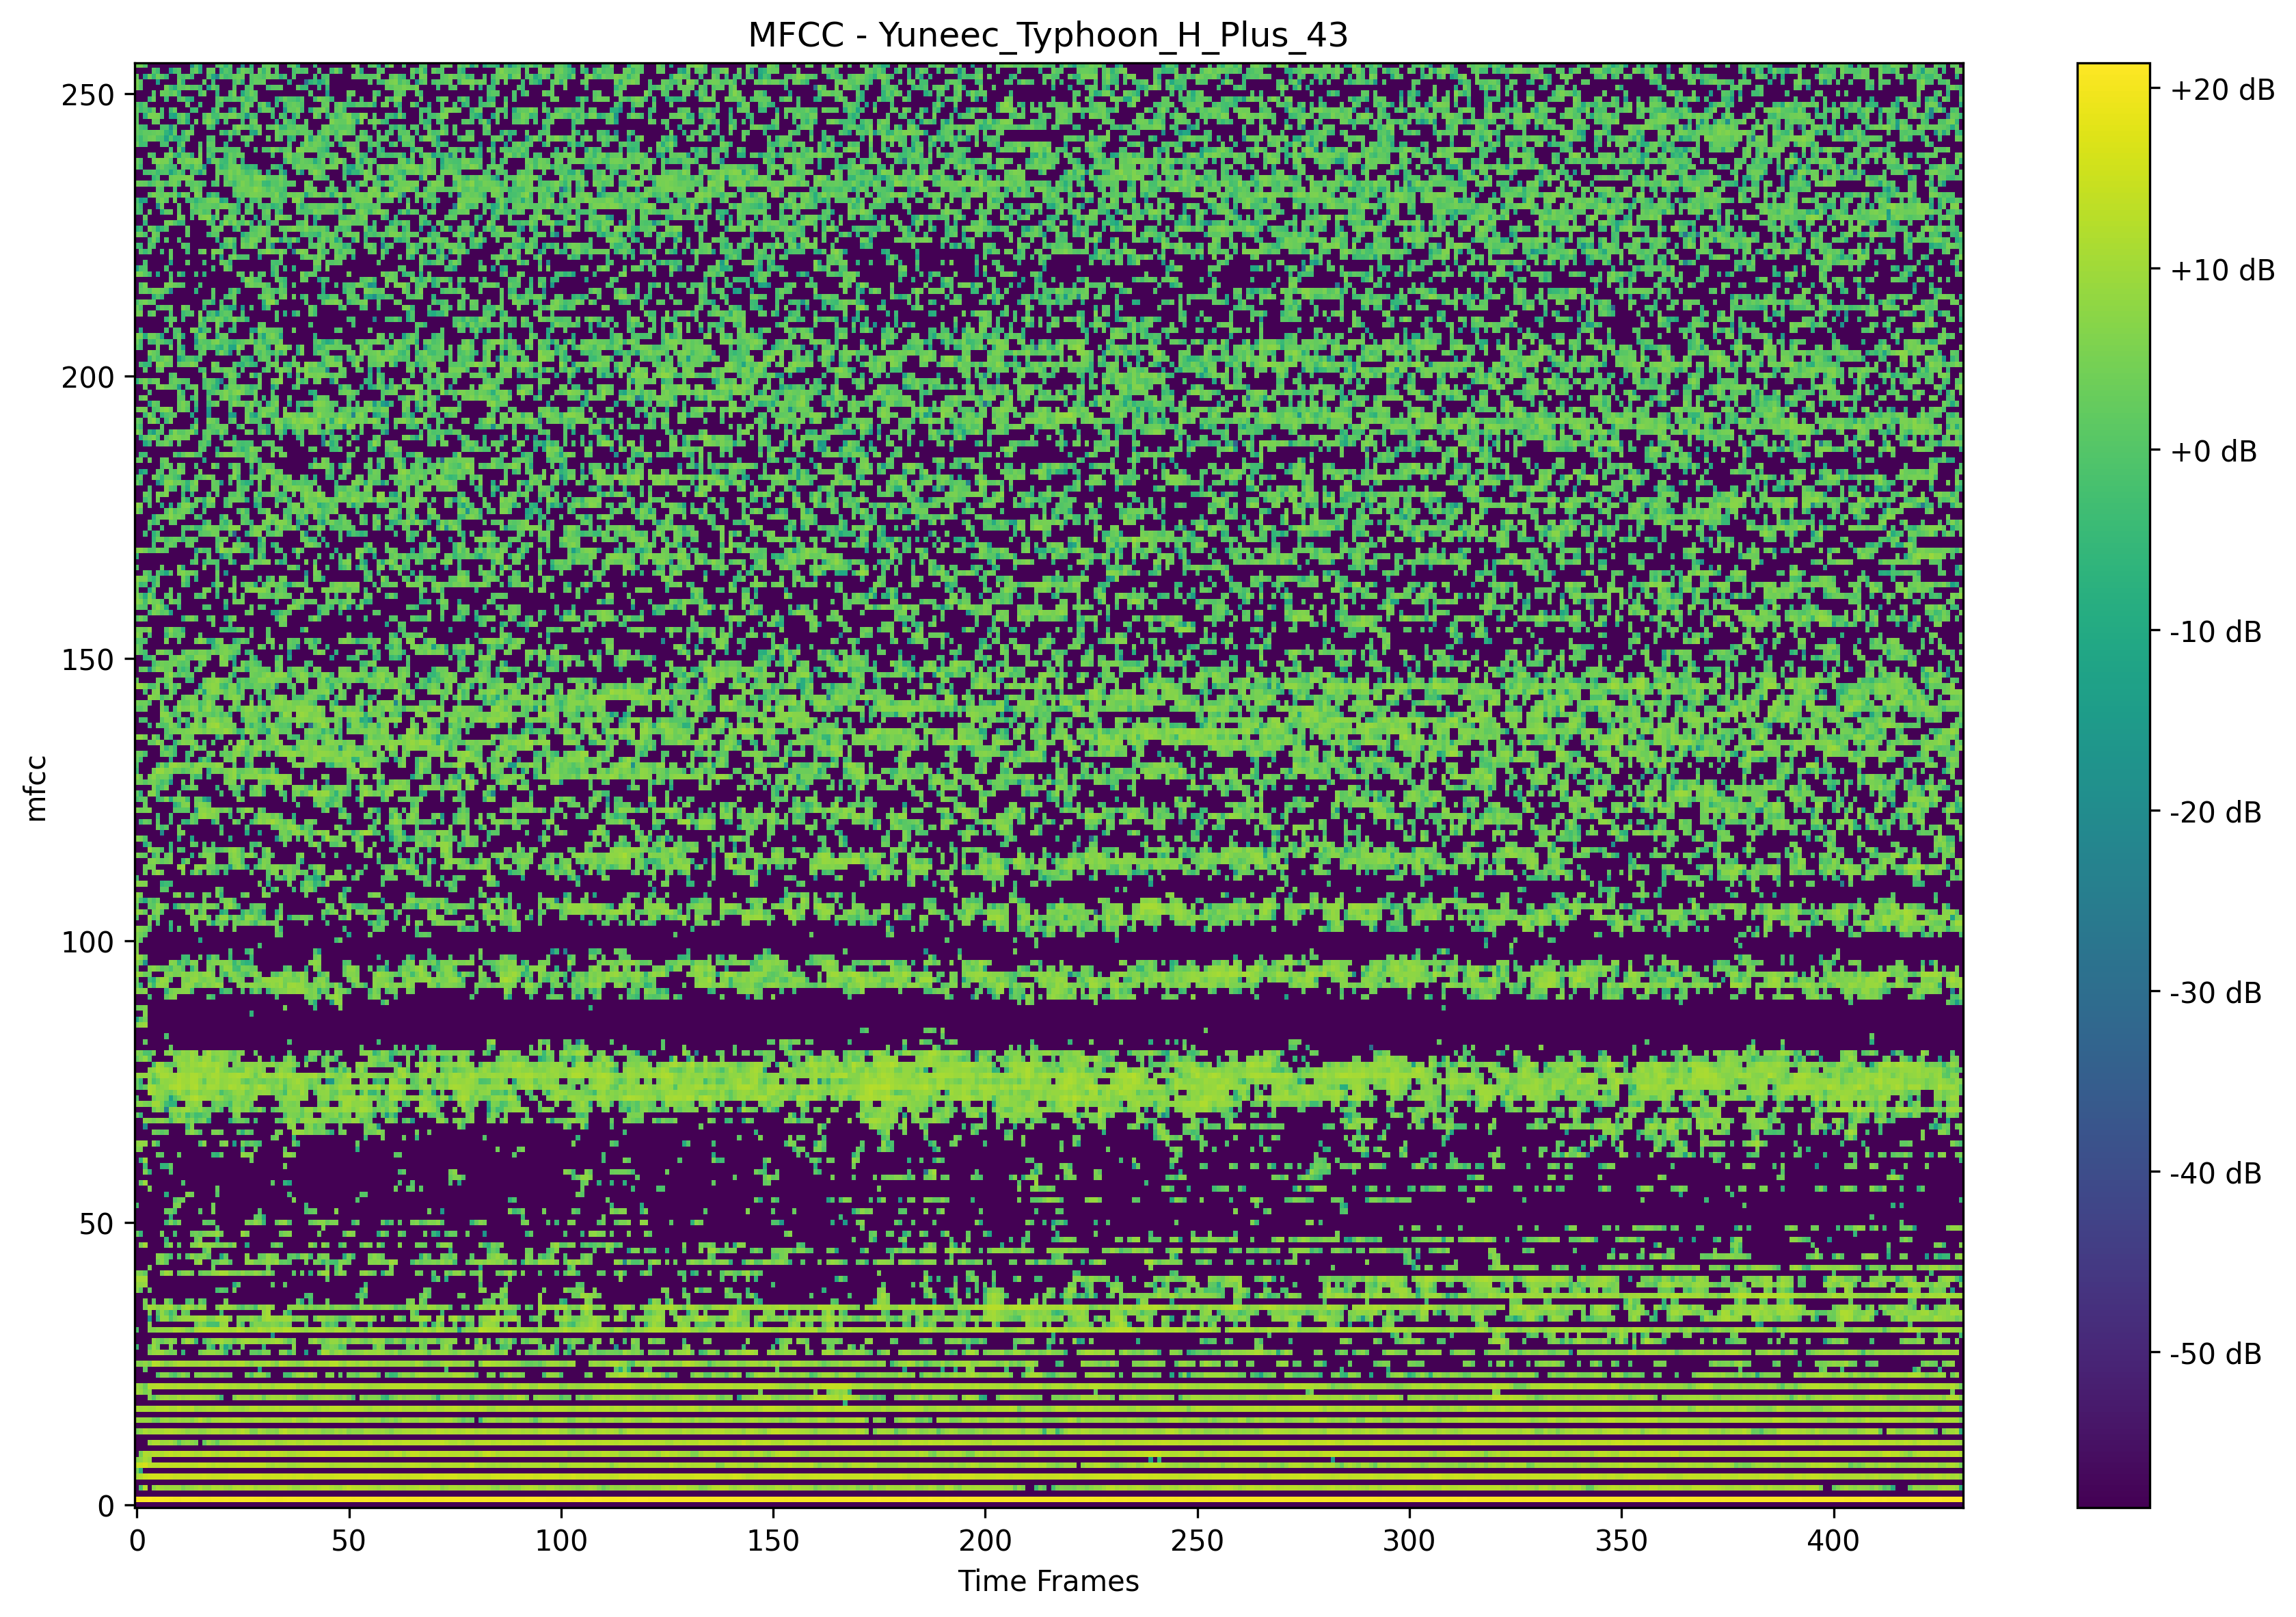 MFCC - Yuneec_Typhoon_H_Plus_43
250
200
150
100
50
0
mfcc
0 50 100 150 200 250 300 350 400
Time Frames
+20 dB
+10 dB
+0 dB
-10 dB
-20 dB
-30 dB
-40 dB
-50 dB